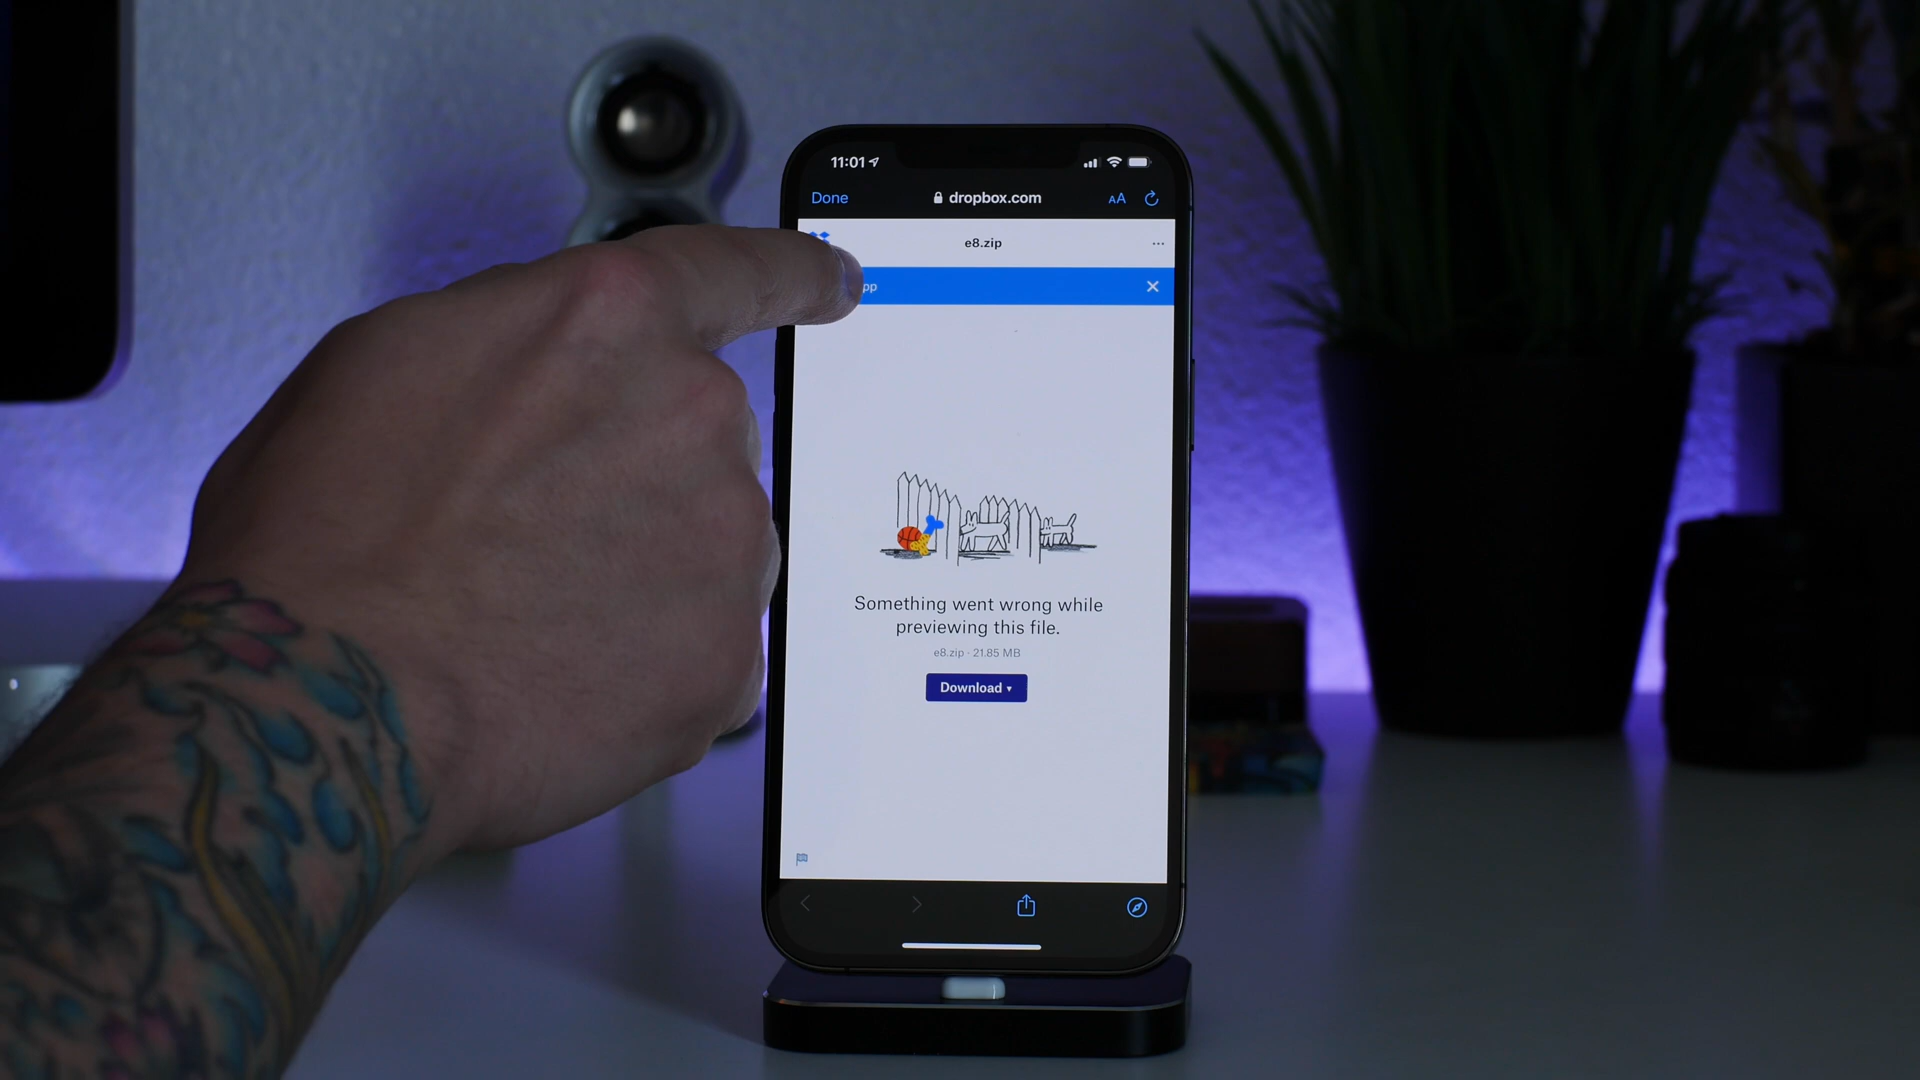 11:01
Done
dropbox.com
AA
e8.zip
Something went wrong while
previewing this file.
e8.zip · 21.85 MB
Download